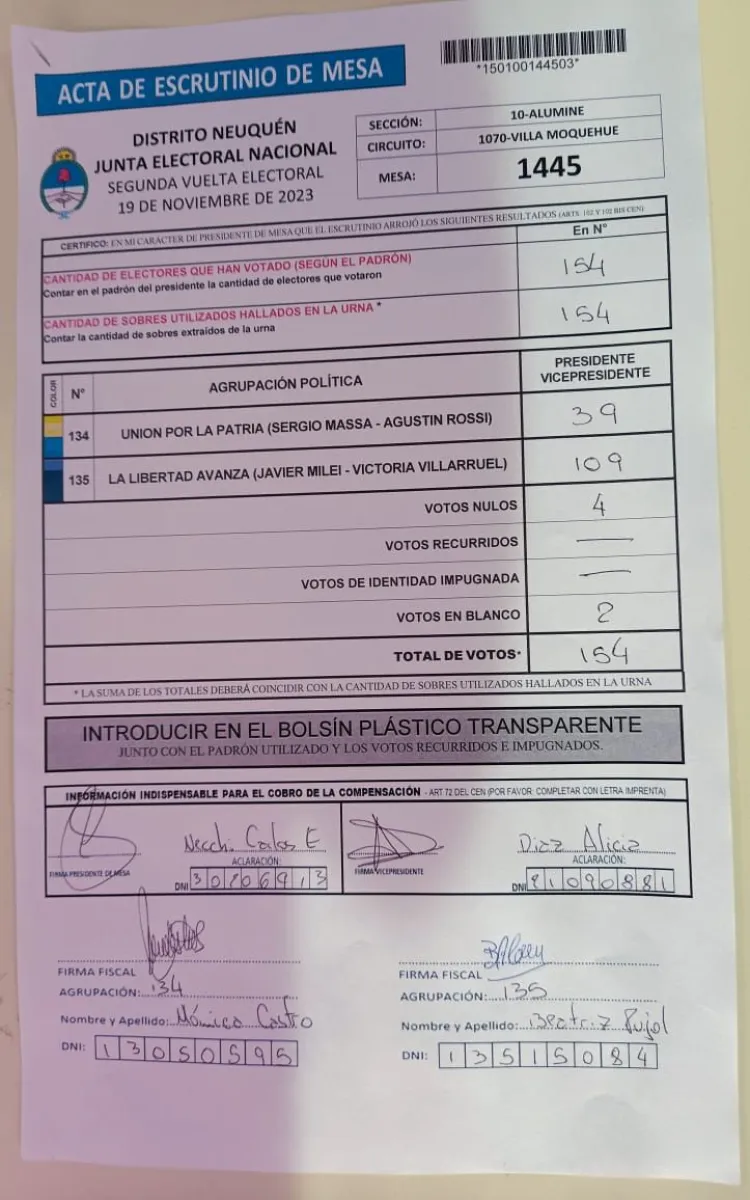 ACTA DE ESCRUTINIO DE MESA
*150100144503*
DISTRITO NEUQUÉN
JUNTA ELECTORAL NACIONAL
SEGUNDA VUELTA ELECTORAL
19 DE NOVIEMBRE DE 2023
SECCIÓN: 10-ALUMINE
CIRCUITO: 1070-VILLA MOQUEHUE
MESA: 1445
CERTIFICO: EN MI CARACTER DE PRESIDENTE DE MESA QUE EL ESCRUTINIO ARROJÓ LOS SIGUIENTES RESULTADOS (ARTS. 102 Y 102 BIS CEN)
En N°
CANTIDAD DE ELECTORES QUE HAN VOTADO (SEGÚN EL PADRÓN) 154
Contar en el padrón del presidente la cantidad de electores que votaron
CANTIDAD DE SOBRES UTILIZADOS HALLADOS EN LA URNA * 154
Contar la cantidad de sobres extraídos de la urna
COLOR N° AGRUPACIÓN POLÍTICA PRESIDENTE VICEPRESIDENTE
134 UNION POR LA PATRIA (SERGIO MASSA - AGUSTIN ROSSI) 39
135 LA LIBERTAD AVANZA (JAVIER MILEI - VICTORIA VILLARRUEL) 109
VOTOS NULOS 4
VOTOS RECURRIDOS —
VOTOS DE IDENTIDAD IMPUGNADA —
VOTOS EN BLANCO 2
TOTAL DE VOTOS* 154
* LA SUMA DE LOS TOTALES DEBERÁ COINCIDIR CON LA CANTIDAD DE SOBRES UTILIZADOS HALLADOS EN LA URNA
INTRODUCIR EN EL BOLSÍN PLÁSTICO TRANSPARENTE
JUNTO CON EL PADRÓN UTILIZADO Y LOS VOTOS RECURRIDOS E IMPUGNADOS.
INFORMACIÓN INDISPENSABLE PARA EL COBRO DE LA COMPENSACIÓN - ART 72 DEL CEN (POR FAVOR: COMPLETAR CON LETRA IMPRENTA)
Necchi Carlos E Diaz Alicia
FIRMA PRESIDENTE DE MESA ACLARACIÓN: FIRMA VICEPRESIDENTE ACLARACIÓN:
DNI 30206913 DNI 21090881
FIRMA FISCAL
AGRUPACIÓN: 134
Nombre y Apellido: Mónica Castro
DNI: 13050595
FIRMA FISCAL
AGRUPACIÓN: 135
Nombre y Apellido: Beatriz Pujol
DNI: 13515084